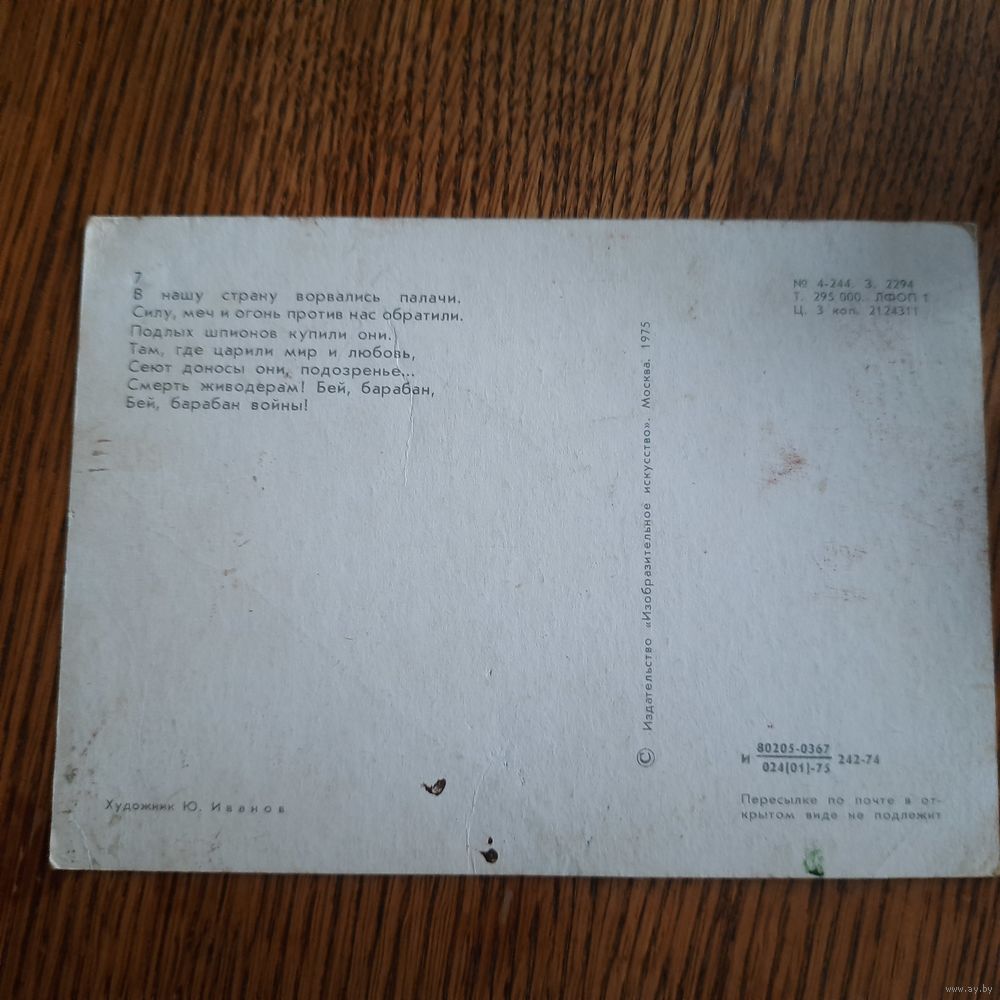 7
В нашу страну ворвались палачи.
Силу, меч и огонь против нас обратили.
Подлых шпионов купили они.
Там, где царили мир и любовь,
Сеют доносы они, подозренье...
Смерть живодерам! Бей, барабан,
Бей, барабан войны!
Художник Ю. Иванов
© Издательство «Изобразительное искусство». Москва. 1975
№ 4-244. З. 2294
Т. 295 000. ЛФОП 1
Ц. 3 коп. 2124311
И 80205-0367 242-74
024(01)-75
Пересылке по почте в от-
крытом виде не подлежит
www.ay.by